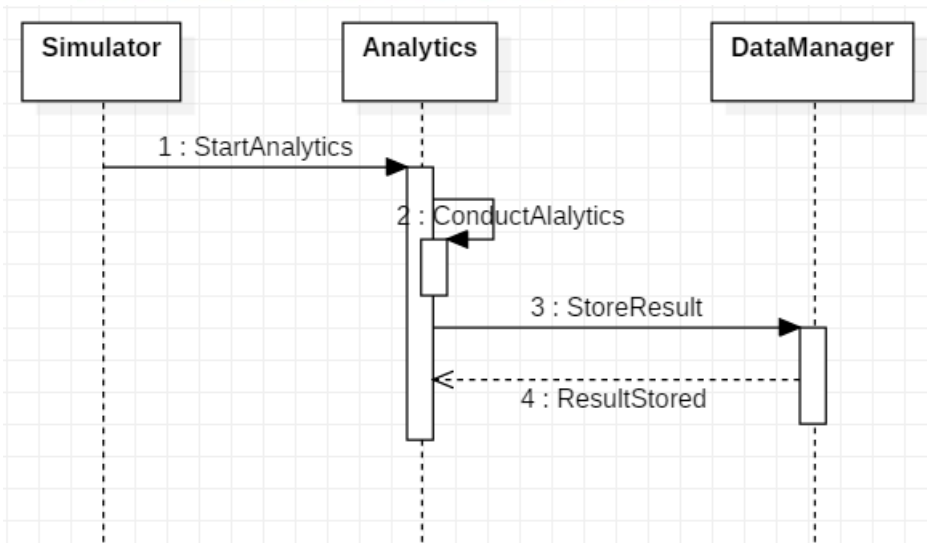 Simulator
Analytics
DataManager
1 : StartAnalytics
2 : ConductAlalytics
3 : StoreResult
4 : ResultStored